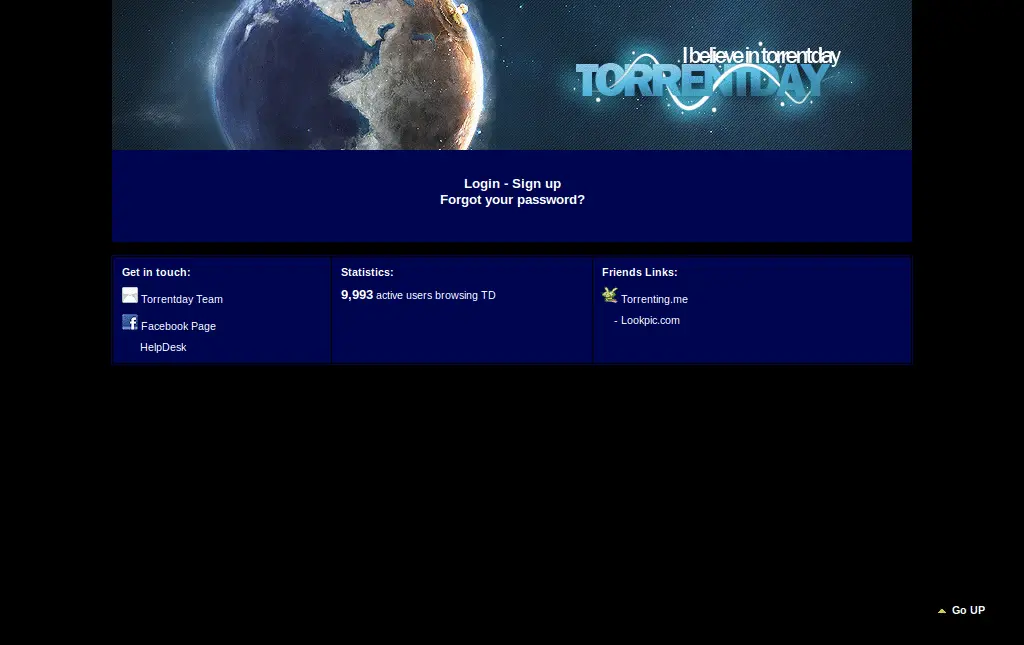 I believe in torrentday
TORRENTDAY
Login - Sign up
Forgot your password?
Get in touch:
Torrentday Team
Facebook Page
HelpDesk
Statistics:
9,993 active users browsing TD
Friends Links:
Torrenting.me
- Lookpic.com
Go UP